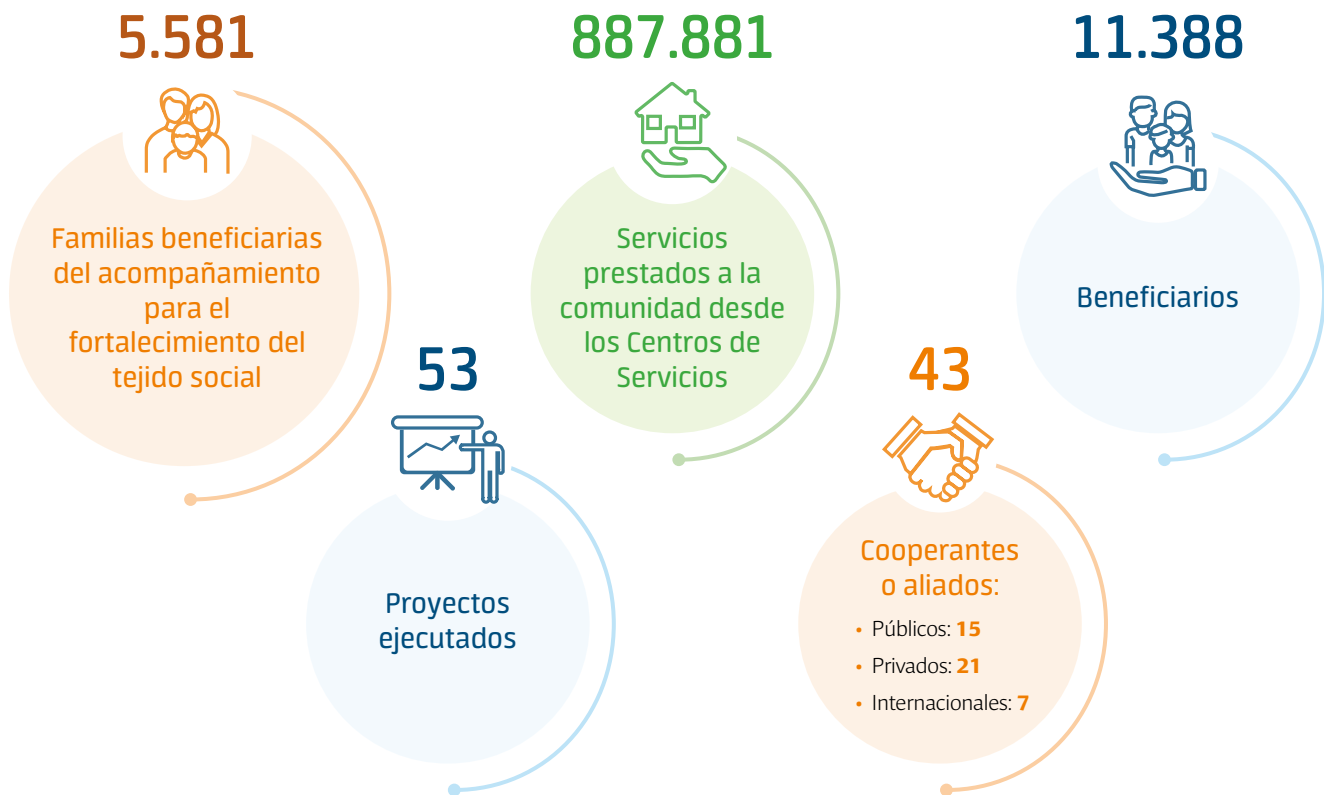 5.581
Familias beneficiarias
del acompañamiento
para el
fortalecimiento del
tejido social
887.881
Servicios
prestados a la
comunidad desde
los Centros de
Servicios
11.388
Beneficiarios
53
Proyectos
ejecutados
43
Cooperantes
o aliados:
• Públicos: 15
• Privados: 21
• Internacionales: 7